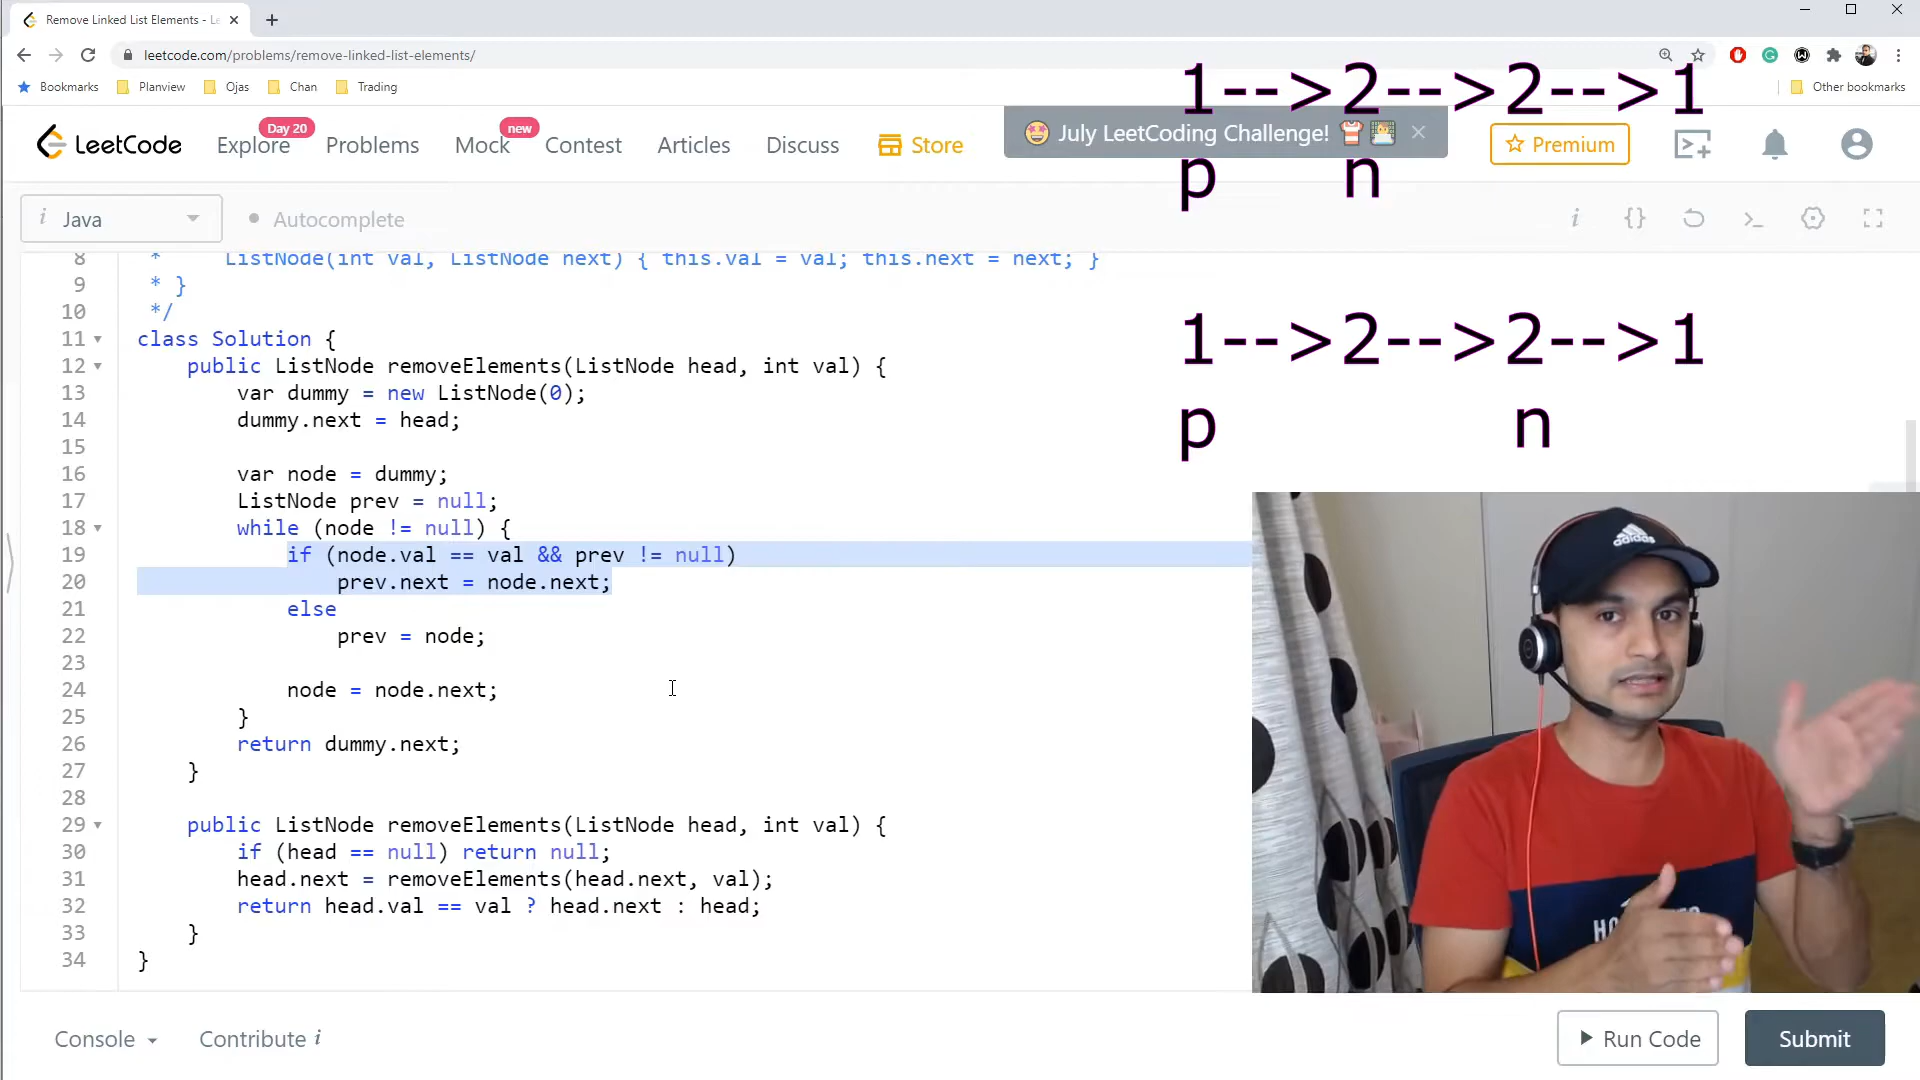 Remove Linked List Elements - Le
leetcode.com/problems/remove-linked-list-elements/
Bookmarks Planview Ojas Chan Trading Other bookmarks
1-->2-->2-->1
p n
LeetCode Explore Day 20 Problems Mock new Contest Articles Discuss Store
July LeetCoding Challenge!
Premium
i Java Autocomplete
8 * ListNode(int val, ListNode next) { this.val = val; this.next = next; }
9 * }
10 */
11 class Solution {
12 public ListNode removeElements(ListNode head, int val) {
13 var dummy = new ListNode(0);
14 dummy.next = head;
15
16 var node = dummy;
17 ListNode prev = null;
18 while (node != null) {
19 if (node.val == val && prev != null)
20 prev.next = node.next;
21 else
22 prev = node;
23
24 node = node.next;
25 }
26 return dummy.next;
27 }
28
29 public ListNode removeElements(ListNode head, int val) {
30 if (head == null) return null;
31 head.next = removeElements(head.next, val);
32 return head.val == val ? head.next : head;
33 }
34 }
1-->2-->2-->1
p n
adidas
Console Contribute i
Run Code Submit